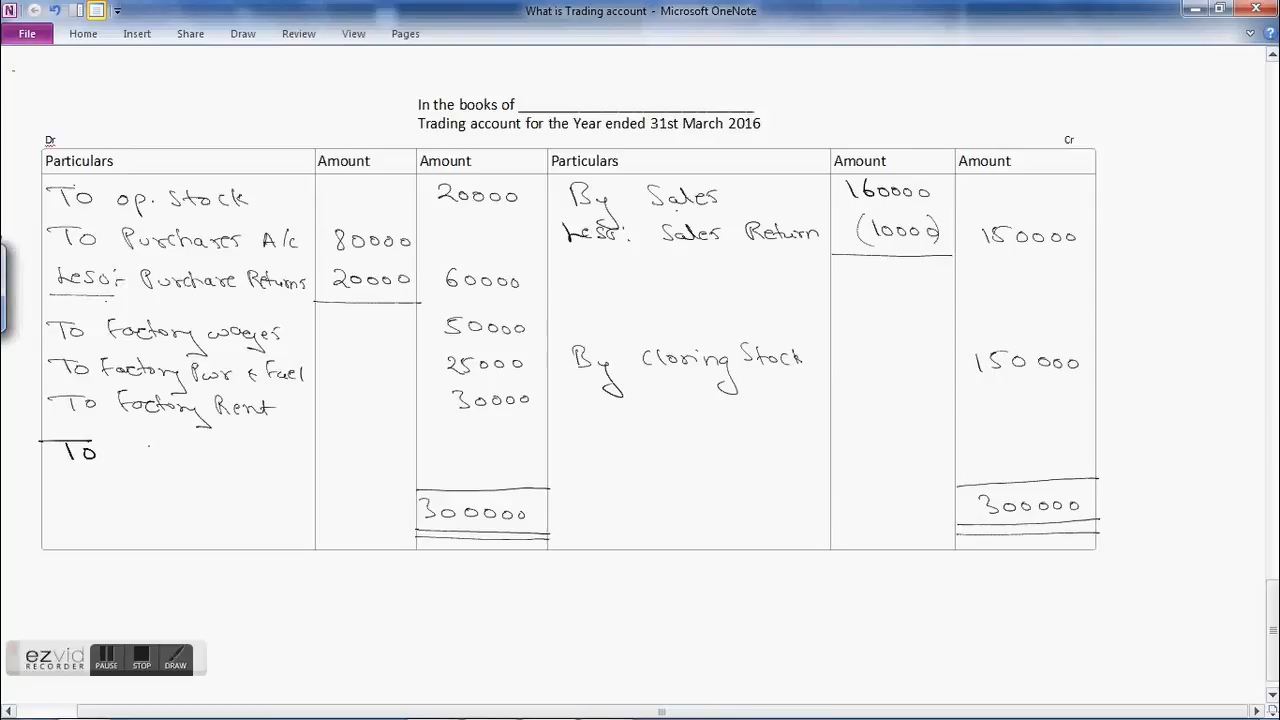 What is Trading account - Microsoft OneNote
File Home Insert Share Draw Review View Pages
In the books of ____________________________
Trading account for the Year ended 31st March 2016
Dr Cr
Particulars Amount Amount Particulars Amount Amount
To op. Stock 20000 By Sales 160000
To Purchases A/c 80000 Less: Sales Return (10000) 150000
Less:- Purchase Returns 20000 60000
To Factory wages 50000
To Factory Pwr & Fuel 25000 By Closing Stock 150000
To Factory Rent 30000
To
300000 300000
ezvid
RECORDER
PAUSE STOP DRAW